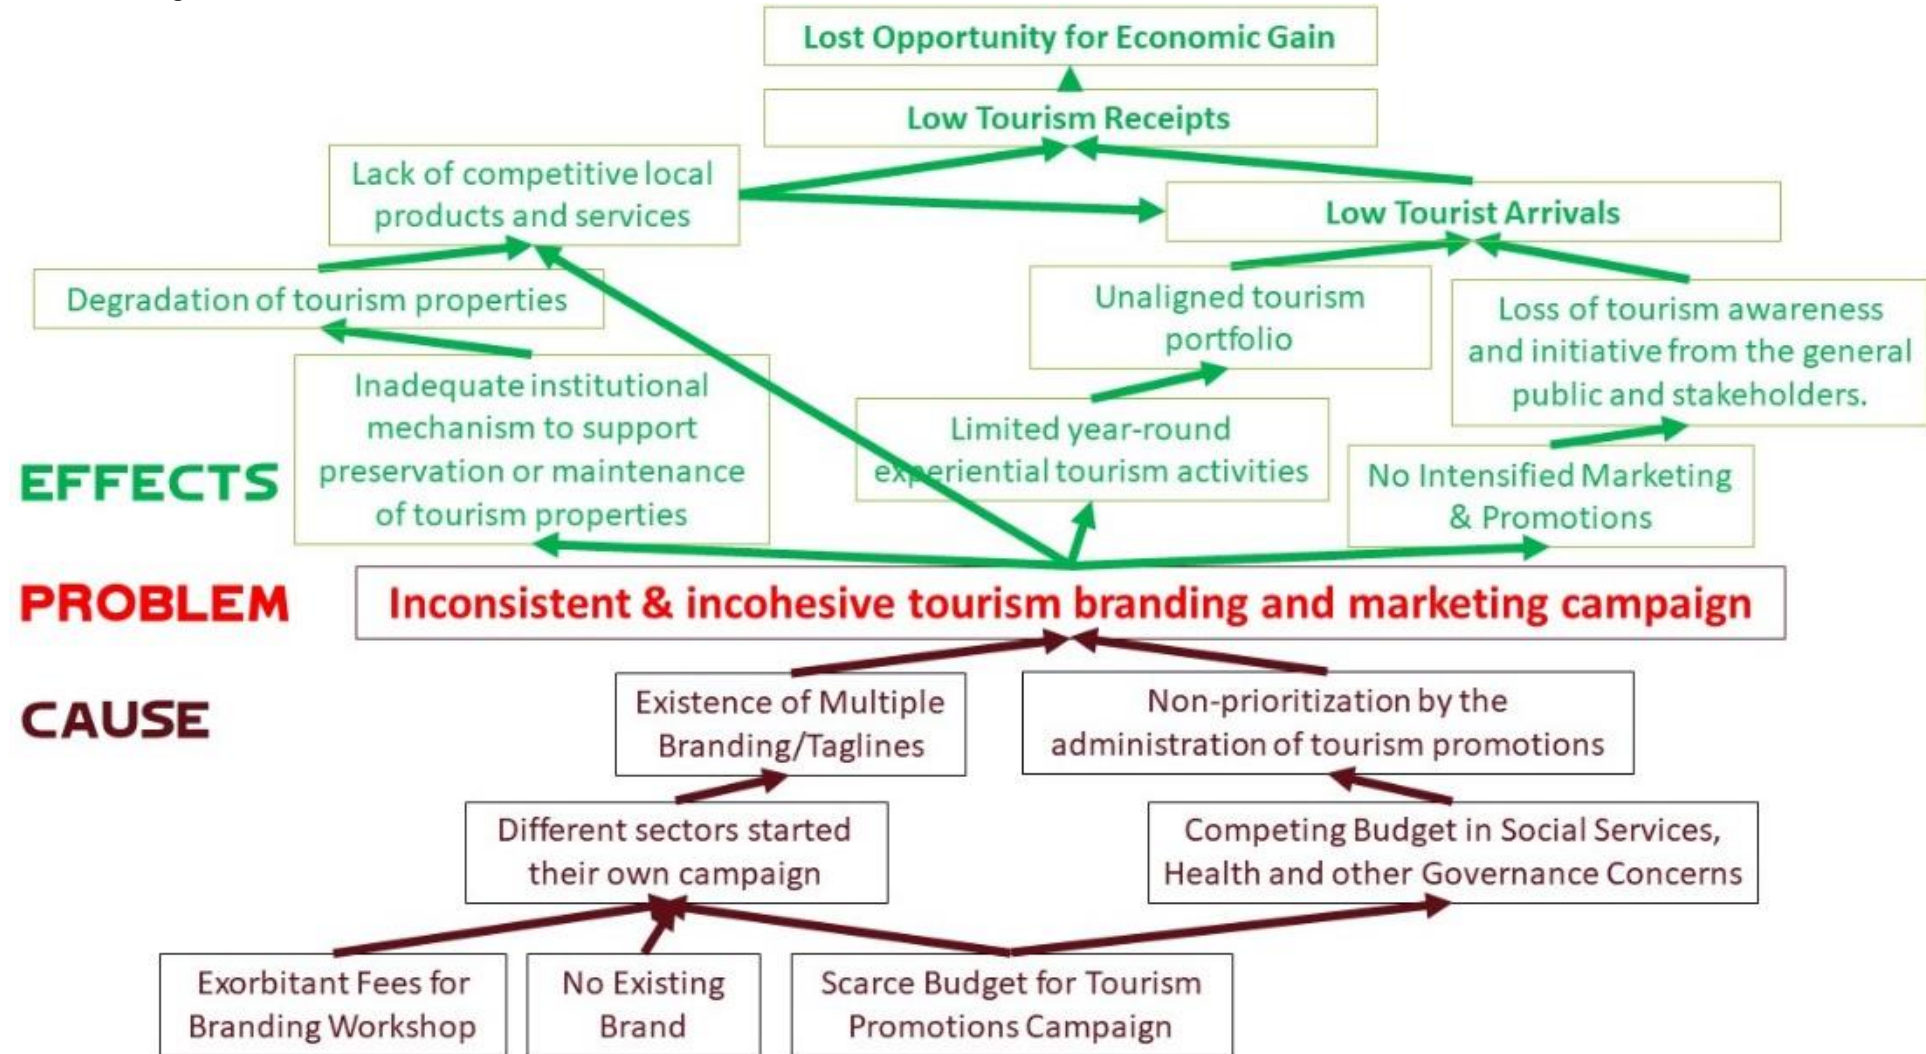 Lost Opportunity for Economic Gain
Low Tourism Receipts
Lack of competitive local
products and services
Low Tourist Arrivals
Degradation of tourism properties
Unaligned tourism
portfolio
Loss of tourism awareness
and initiative from the general
public and stakeholders.
Inadequate institutional
mechanism to support
preservation or maintenance
of tourism properties
Limited year-round
experiential tourism activities
No Intensified Marketing
& Promotions
EFFECTS
PROBLEM
Inconsistent & incohesive tourism branding and marketing campaign
CAUSE
Existence of Multiple
Branding/Taglines
Non-prioritization by the
administration of tourism promotions
Different sectors started
their own campaign
Competing Budget in Social Services,
Health and other Governance Concerns
Exorbitant Fees for
Branding Workshop
No Existing
Brand
Scarce Budget for Tourism
Promotions Campaign